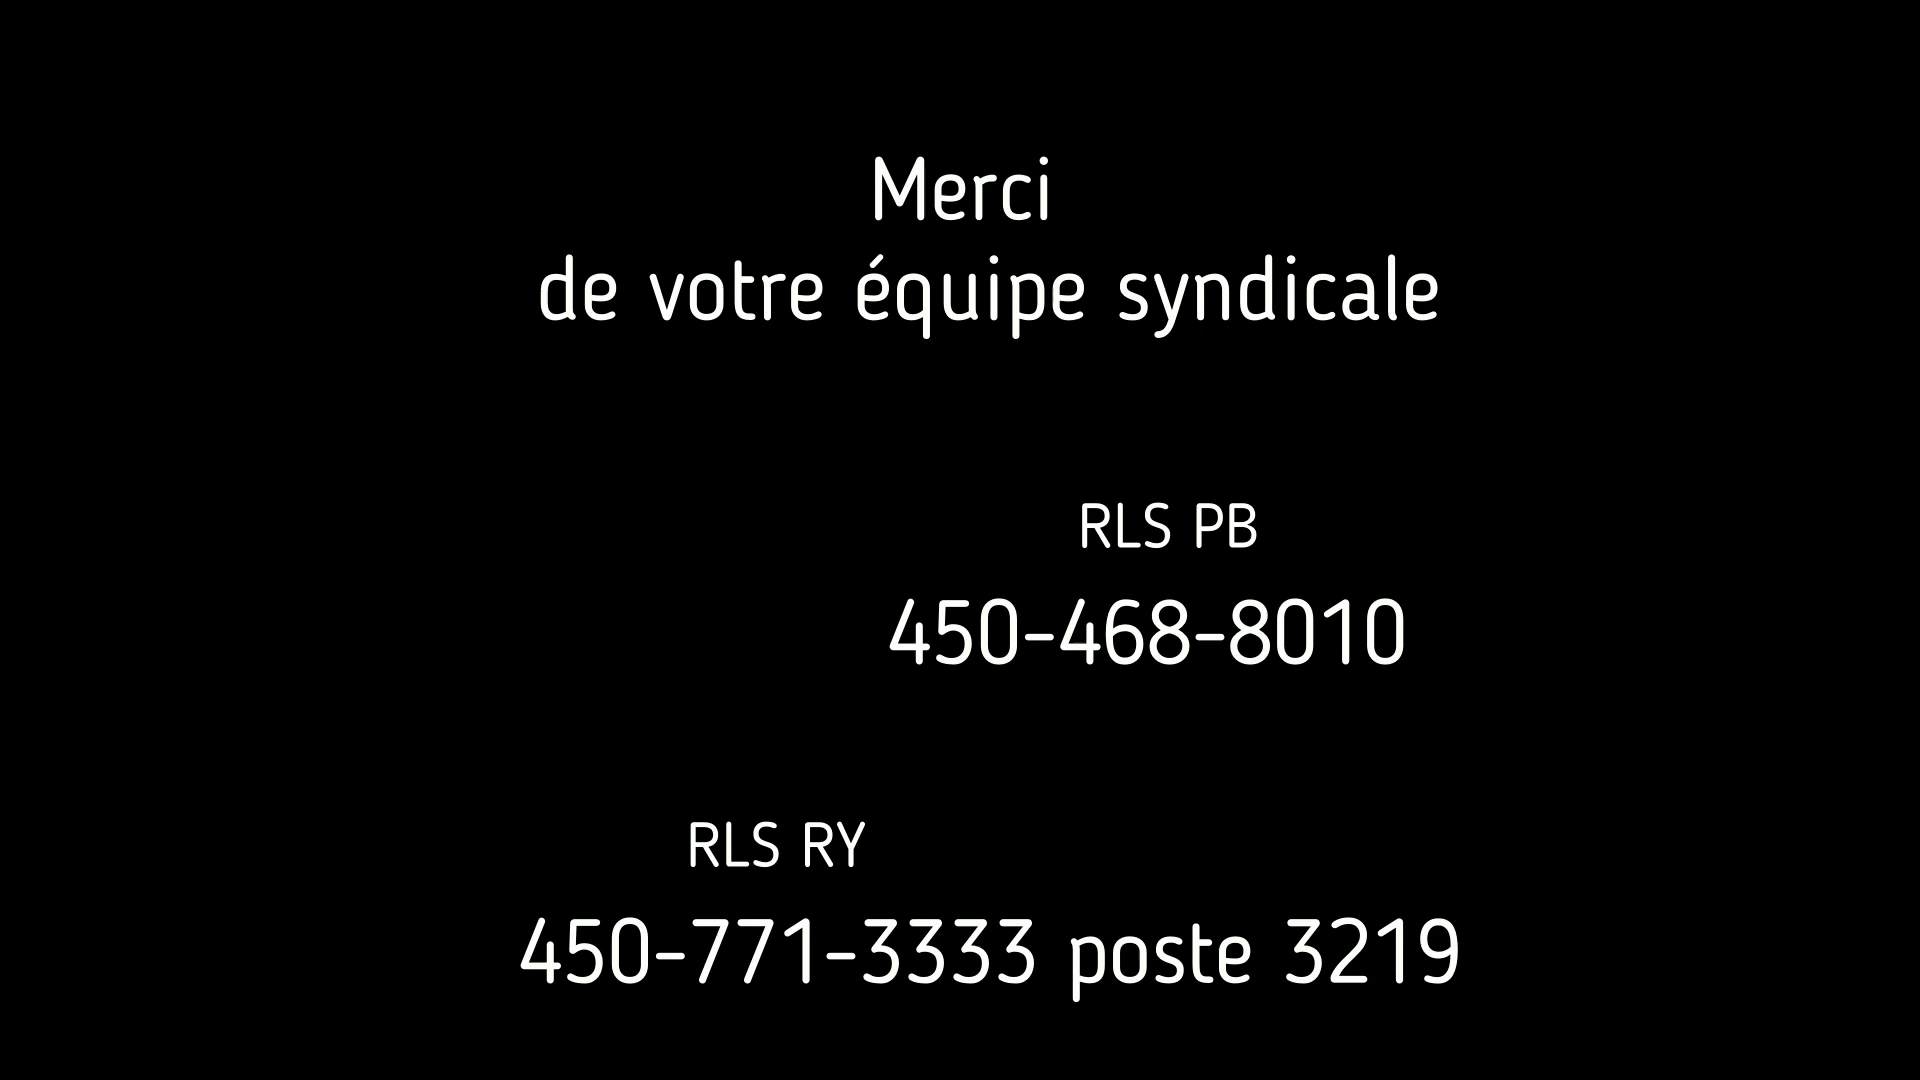 Merci
de votre équipe syndicale
RLS PB
450-468-8010
RLS RY
450-771-3333 poste 3219